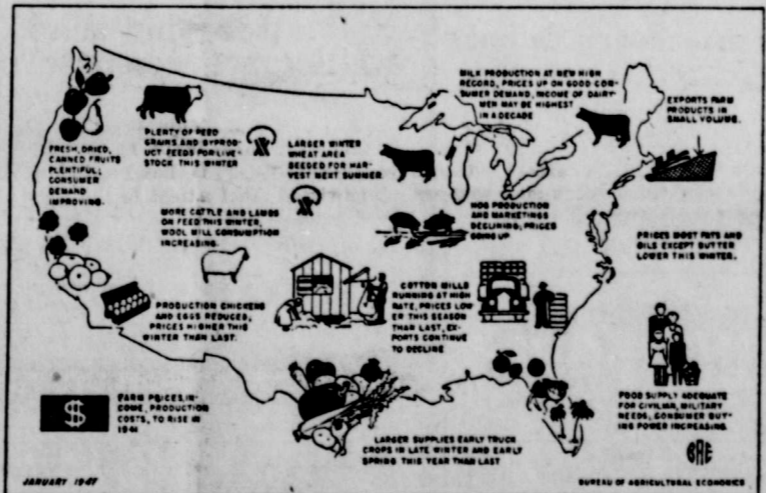 MILK PRODUCTION AT NEW HIGH
RECORD, PRICES UP ON GOOD CON-
SUMER DEMAND, INCOME OF DAIRY-
MEN MAY BE HIGHEST
IN A DECADE
EXPORTS FARM
PRODUCTS IN
SMALL VOLUME.
PLENTY OF FEED
GRAINS AND BYPROD-
UCT FEEDS FOR LIVE-
STOCK THIS WINTER
LARGER WINTER
WHEAT AREA
SEEDED FOR HAR-
VEST NEXT SUMMER
FRESH, DRIED,
CANNED FRUITS
PLENTIFUL;
CONSUMER
DEMAND
IMPROVING.
MORE CATTLE AND LAMBS
ON FEED THIS WINTER,
WOOL MILL CONSUMPTION
INCREASING.
HOG PRODUCTION
AND MARKETINGS
DECLINING, PRICES
GOING UP
PRICES MOST FATS AND
OILS EXCEPT BUTTER
LOWER THIS WINTER.
PRODUCTION CHICKENS
AND EGGS REDUCED,
PRICES HIGHER THIS
WINTER THAN LAST.
COTTON MILLS
RUNNING AT HIGH
RATE, PRICES LOW-
ER THIS SEASON
THAN LAST, EX-
PORTS CONTINUE
TO DECLINE
$
FARM PRICES, IN-
COME, PRODUCTION
COSTS, TO RISE IN
LARGER SUPPLIES EARLY TRUCK
CROPS IN LATE WINTER AND EARLY
SPRING THIS YEAR THAN LAST
FOOD SUPPLY ADEQUATE
FOR CIVILIAN, MILITARY
NEEDS, CONSUMER BUY-
ING POWER INCREASING.
BAE
JANUARY
BUREAU OF AGRICULTURAL ECONOMICS